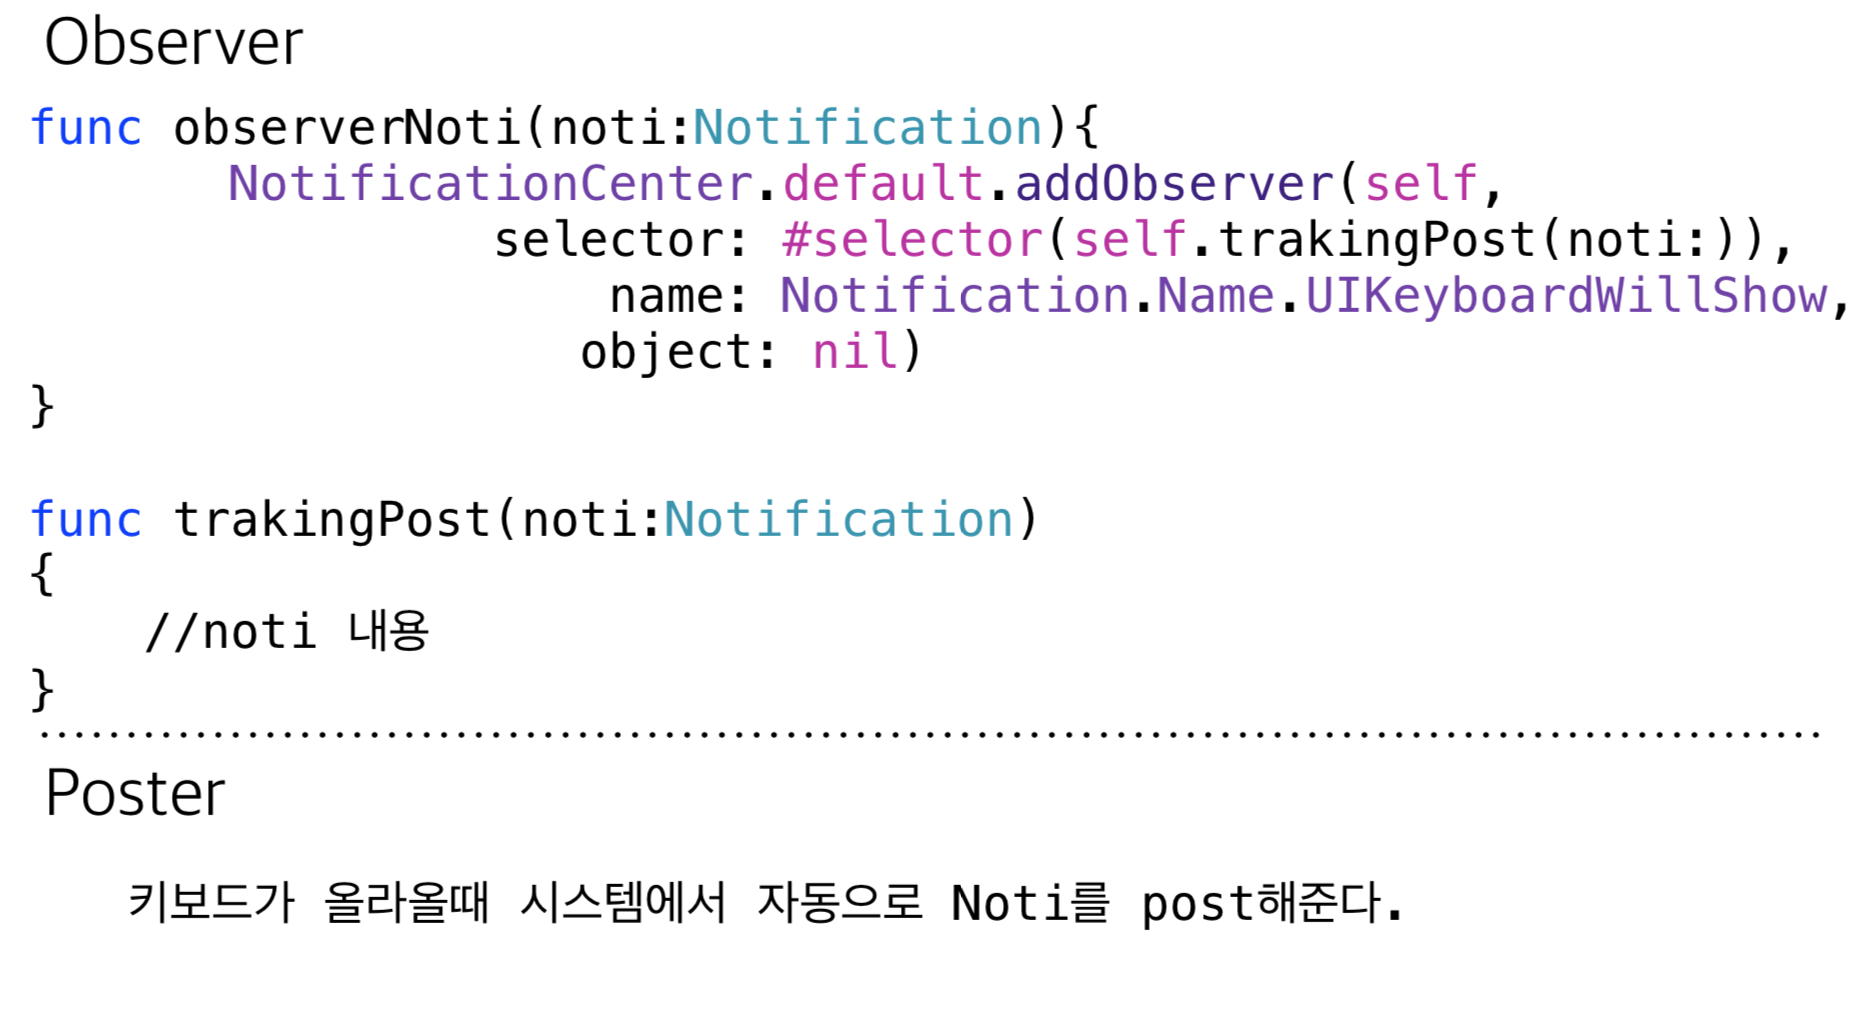 Observer
func observerNoti(noti:Notification){
NotificationCenter.default.addObserver(self,
selector: #selector(self.trakingPost(noti:)),
name: Notification.Name.UIKeyboardWillShow,
object: nil)
}
func trakingPost(noti:Notification)
{
//noti 내용
}
Poster
키보드가 올라올때 시스템에서 자동으로 Noti를 post해준다.